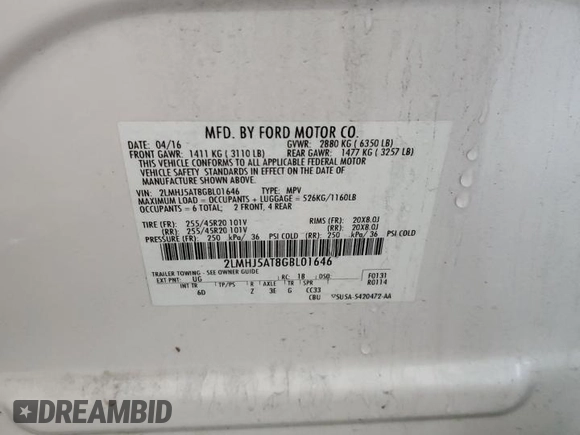 MFD. BY FORD MOTOR CO.
DATE: 04/16 GVWR: 2880 KG ( 6350 LB)
FRONT GAWR: 1411 KG ( 3110 LB) REAR GAWR: 1477 KG ( 3257 LB)
THIS VEHICLE CONFORMS TO ALL APPLICABLE FEDERAL MOTOR
VEHICLE SAFETY STANDARDS IN EFFECT ON THE DATE OF
MANUFACTURE SHOWN ABOVE.
VIN: 2LMHJ5AT8GBL01646 TYPE: MPV
MAXIMUM LOAD = OCCUPANTS + LUGGAGE = 526KG/1160LB
OCCUPANTS = 6 TOTAL; 2 FRONT, 4 REAR
TIRE (FR): 255/45R20 101V RIMS (FR): 20X8.0J
(RR): 255/45R20 101V (RR): 20X8.0J
PRESSURE (FR): 250 kPa/ 36 PSI COLD (RR): 250 kPa/ 36 PSI COLD
2LMHJ5AT8GBL01646
TRAILER TOWING - SEE OWNER GUIDE
EXT PNT: UG RC: 18 DSO: F0131
INT TR TP/PS R AXLE TR SPR R0114
6D 2 3E G CC33
CBU 5U5A-5420472-AA
DREAMBID